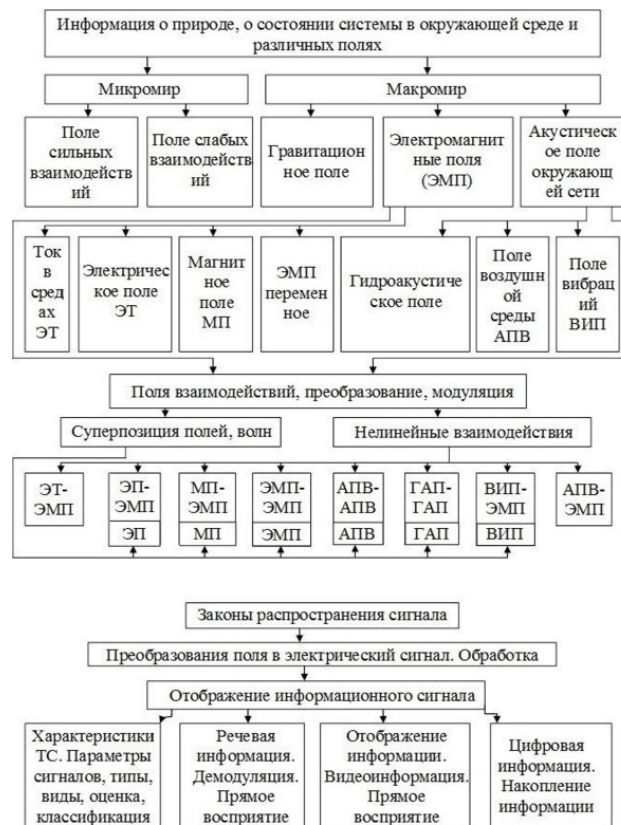 Информация о природе, о состоянии системы в окружающей среде и
различных полях
Микромир
Макромир
Поле
сильных
взаимодейств
ий
Поле слабых
взаимодейств
ий
Гравитацион
ное поле
Электромагнит
ные поля
(ЭМП)
Акустическ
ое поле
окружающ
ей сети
Ток
в
сред
ах
ЭТ
Электричес
кое поле
ЭТ
Магнит
ное
поле
МП
ЭМП
перемен
ное
Гидроакустиче
ское поле
Поле
воздушн
ой
среды
АПВ
Поле
вибрац
ий
ВИП
Поля взаимодействий, преобразование, модуляция
Суперпозиция полей, волн
Нелинейные взаимодействия
ЭТ-
ЭМП
ЭП-
ЭМП
ЭП
МП-
ЭМП
МП
ЭМП-
ЭМП
ЭМП
АПВ-
АПВ
АПВ
ГАП-
ГАП
ГАП
ВИП-
ЭМП
ВИП
АПВ-
ЭМП
Законы распространения сигнала
Преобразования поля в электрический сигнал. Обработка
Отображение информационного сигнала
Характеристики
ТС. Параметры
сигналов, типы,
виды, оценка,
классификация
Речевая
информация.
Демодуляция.
Прямое
восприятие
Отображение
информации.
Видеоинформация.
Прямое
восприятие
Цифровая
информация.
Накопление
информации